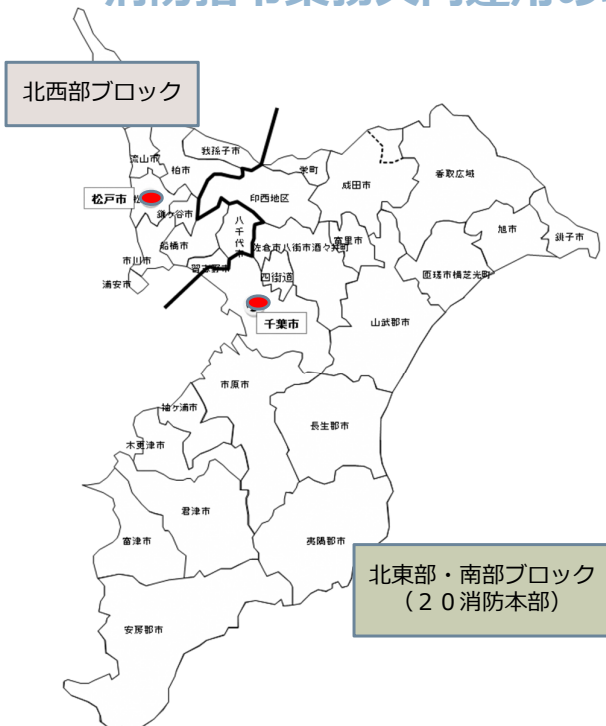 北西部ブロック
我孫子市
流山市
柏市
栄町
成田市
香取広域
松戸市
印西地区
鎌ケ谷市
八千代市
旭市
銚子市
船橋市
佐倉市八街市酒々井町
富里市
市川市
習志野市
匝瑳市横芝光町
浦安市
四街道
千葉市
山武郡市
市原市
袖ケ浦市
長生郡市
木更津市
君津市
富津市
夷隅郡市
北東部・南部ブロック
(20消防本部)
安房郡市